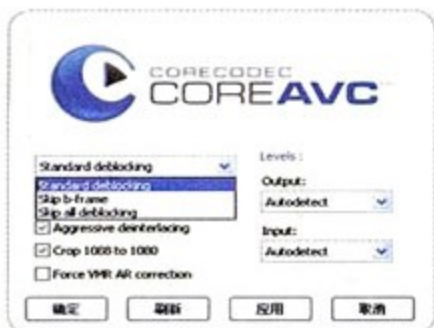 CORECODEC
COREAVC
Standard deblocking
Standard deblocking
Skip b-frame
Skip all deblocking
Aggressive deinterlacing
Crop 1088 to 1080
Force VMR AR correction
Levels :
Output:
Autodetect
Input:
Autodetect
确定
刷新
应用
取消